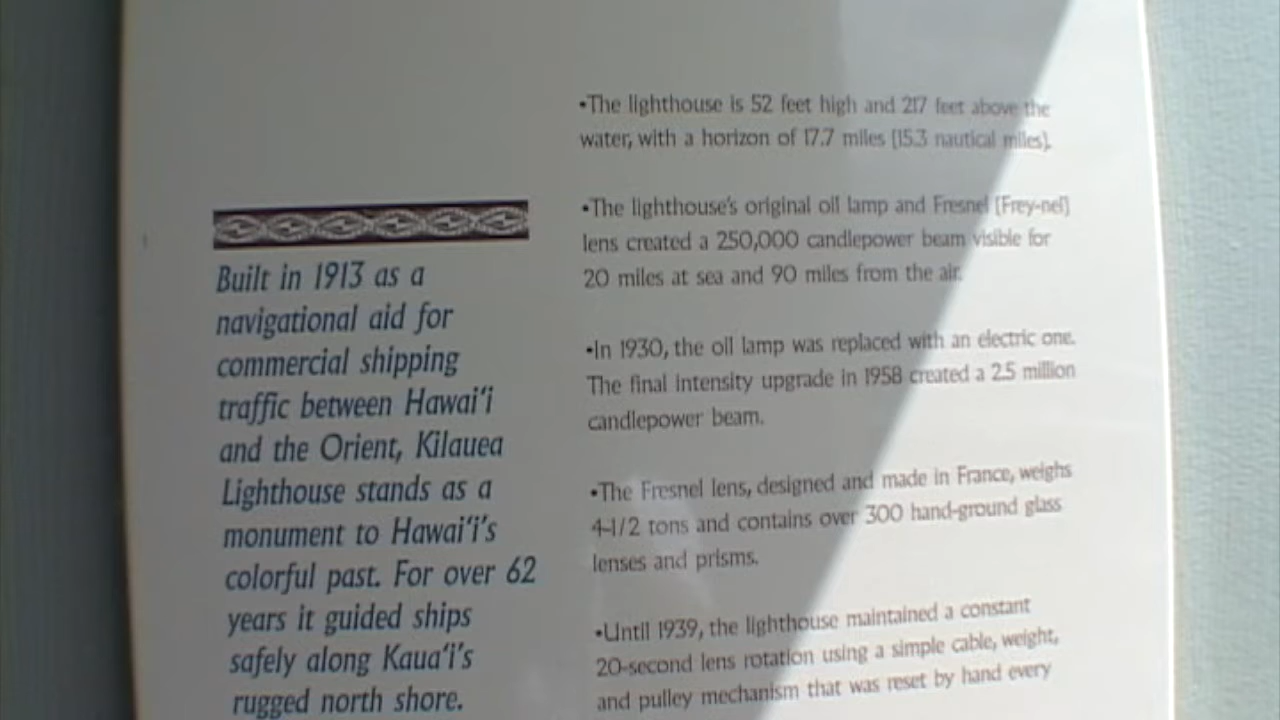 Built in 1913 as a
navigational aid for
commercial shipping
traffic between Hawai‘i
and the Orient, Kilauea
Lighthouse stands as a
monument to Hawai‘i’s
colorful past. For over 62
years it guided ships
safely along Kaua‘i’s
rugged north shore.
•The lighthouse is 52 feet high and 217 feet above the
water, with a horizon of 17.7 miles (15.3 nautical miles).
•The lighthouse’s original oil lamp and Fresnel (Frey-nel)
lens created a 250,000 candlepower beam visible for
20 miles at sea and 90 miles from the air.
•In 1930, the oil lamp was replaced with an electric one.
The final intensity upgrade in 1958 created a 2.5 million
candlepower beam.
•The Fresnel lens, designed and made in France, weighs
4-1/2 tons and contains over 300 hand-ground glass
lenses and prisms.
•Until 1939, the lighthouse maintained a constant
20-second lens rotation using a simple cable, weight,
and pulley mechanism that was reset by hand every